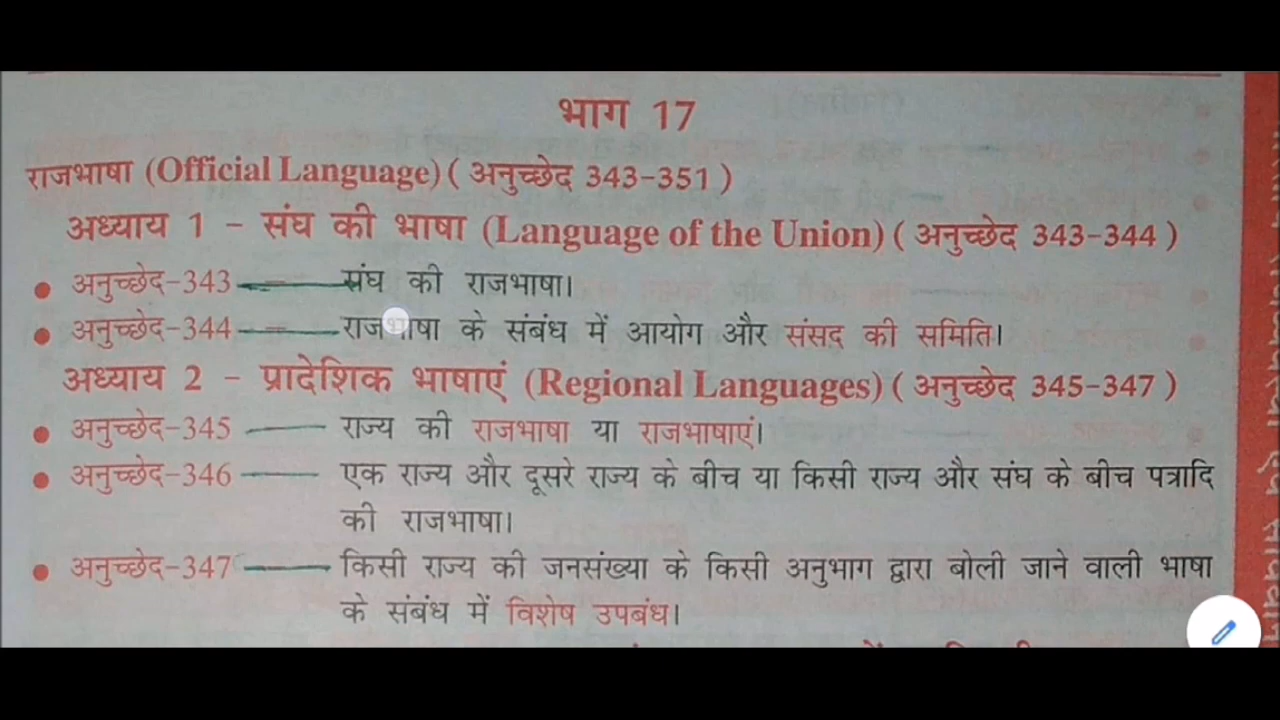 भाग 17
राजभाषा (Official Language) ( अनुच्छेद 343-351 )
अध्याय 1 - संघ की भाषा (Language of the Union) ( अनुच्छेद 343-344 )
• अनुच्छेद-343 — संघ की राजभाषा।
• अनुच्छेद-344 — राजभाषा के संबंध में आयोग और संसद की समिति।
अध्याय 2 - प्रादेशिक भाषाएं (Regional Languages) ( अनुच्छेद 345-347 )
• अनुच्छेद-345 — राज्य की राजभाषा या राजभाषाएं।
• अनुच्छेद-346 — एक राज्य और दूसरे राज्य के बीच या किसी राज्य और संघ के बीच पत्रादि
की राजभाषा।
• अनुच्छेद-347 — किसी राज्य की जनसंख्या के किसी अनुभाग द्वारा बोली जाने वाली भाषा
के संबंध में विशेष उपबंध।